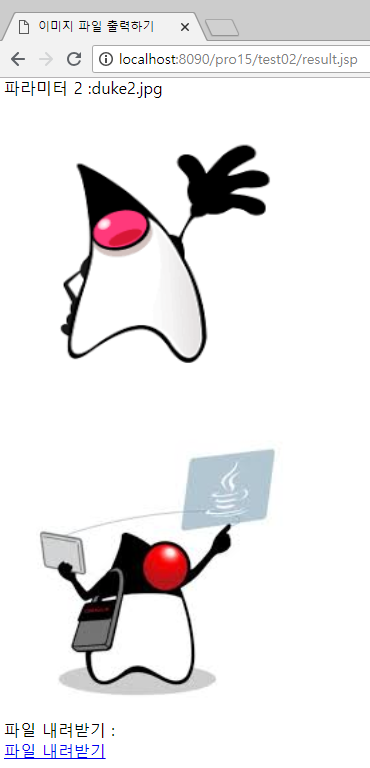 이미지 파일 출력하기
localhost:8090/pro15/test02/result.jsp
파라미터 2 :duke2.jpg
파일 내려받기 :
파일 내려받기